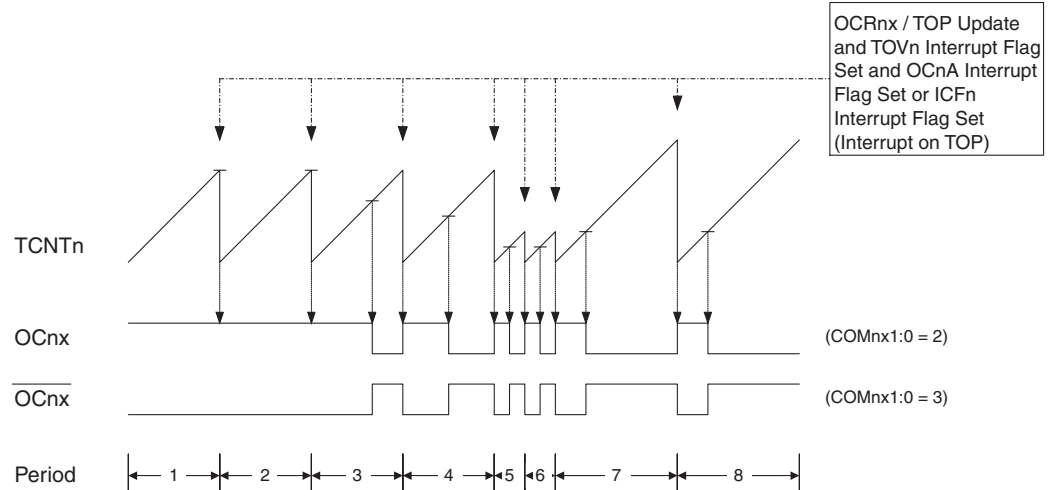 OCRnx / TOP Update
and TOVn Interrupt Flag
Set and OCnA Interrupt
Flag Set or ICFn
Interrupt Flag Set
(Interrupt on TOP)
TCNTn
OCnx (COMnx1:0 = 2)
OCnx (COMnx1:0 = 3)
Period 1 2 3 4 5 6 7 8